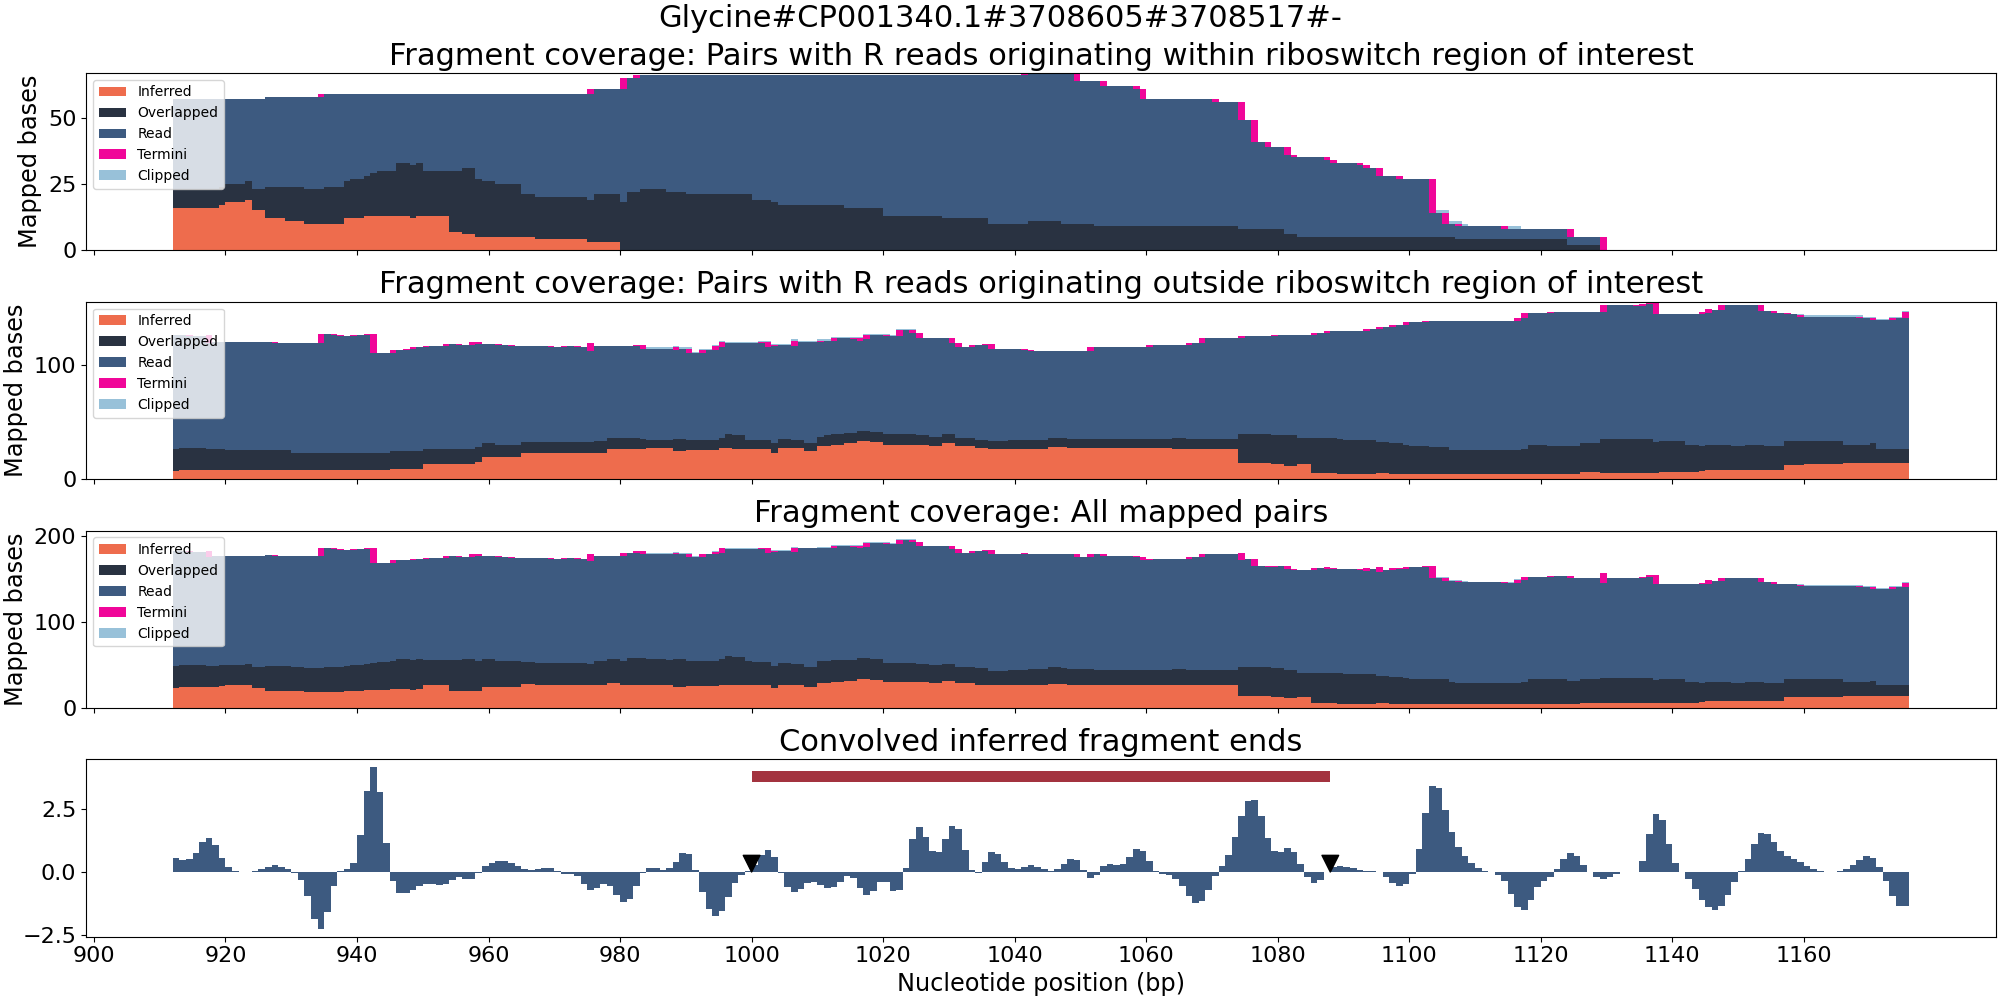 Glycine#CP001340.1#3708605#3708517#-
Fragment coverage: Pairs with R reads originating within riboswitch region of interest
Mapped bases
50
25
0
Inferred
Overlapped
Read
Termini
Clipped
Fragment coverage: Pairs with R reads originating outside riboswitch region of interest
Mapped bases
100
0
Inferred
Overlapped
Read
Termini
Clipped
Fragment coverage: All mapped pairs
Mapped bases
200
100
0
Inferred
Overlapped
Read
Termini
Clipped
Convolved inferred fragment ends
2.5
0.0
−2.5
900 920 940 960 980 1000 1020 1040 1060 1080 1100 1120 1140 1160
Nucleotide position (bp)